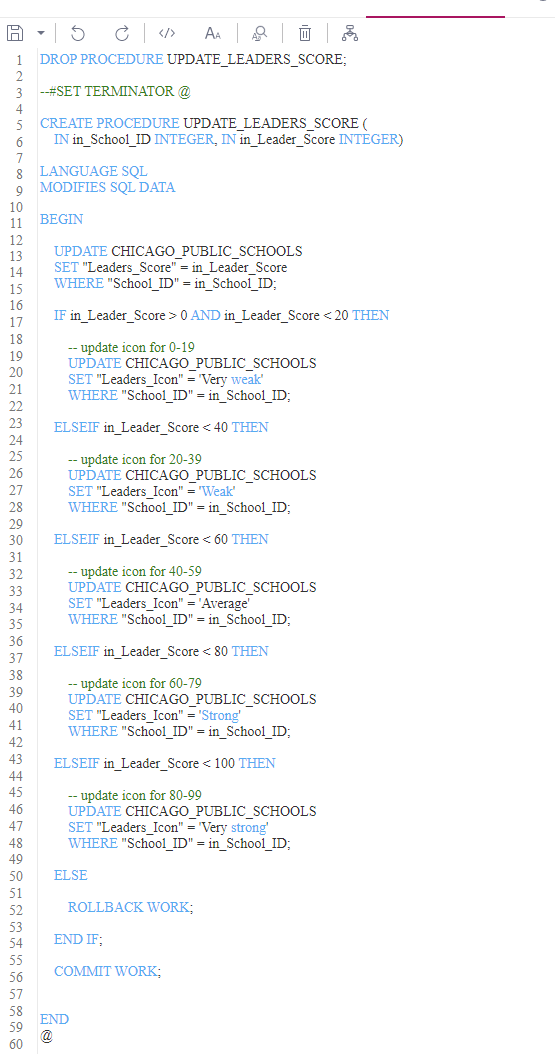 1 DROP PROCEDURE UPDATE_LEADERS_SCORE;
2
3 --#SET TERMINATOR @
4
5 CREATE PROCEDURE UPDATE_LEADERS_SCORE (
6 IN in_School_ID INTEGER, IN in_Leader_Score INTEGER)
7
8 LANGUAGE SQL
9 MODIFIES SQL DATA
10
11 BEGIN
12
13 UPDATE CHICAGO_PUBLIC_SCHOOLS
14 SET "Leaders_Score" = in_Leader_Score
15 WHERE "School_ID" = in_School_ID;
16
17 IF in_Leader_Score > 0 AND in_Leader_Score < 20 THEN
18
19 -- update icon for 0-19
20 UPDATE CHICAGO_PUBLIC_SCHOOLS
21 SET "Leaders_Icon" = 'Very weak'
22 WHERE "School_ID" = in_School_ID;
23
24 ELSEIF in_Leader_Score < 40 THEN
25
26 -- update icon for 20-39
27 UPDATE CHICAGO_PUBLIC_SCHOOLS
28 SET "Leaders_Icon" = 'Weak'
29 WHERE "School_ID" = in_School_ID;
30
31 ELSEIF in_Leader_Score < 60 THEN
32
33 -- update icon for 40-59
34 UPDATE CHICAGO_PUBLIC_SCHOOLS
35 SET "Leaders_Icon" = 'Average'
36 WHERE "School_ID" = in_School_ID;
37
38 ELSEIF in_Leader_Score < 80 THEN
39
40 -- update icon for 60-79
41 UPDATE CHICAGO_PUBLIC_SCHOOLS
42 SET "Leaders_Icon" = 'Strong'
43 WHERE "School_ID" = in_School_ID;
44
45 ELSEIF in_Leader_Score < 100 THEN
46
47 -- update icon for 80-99
48 UPDATE CHICAGO_PUBLIC_SCHOOLS
49 SET "Leaders_Icon" = 'Very strong'
50 WHERE "School_ID" = in_School_ID;
51
52 ELSE
53
54 ROLLBACK WORK;
55
56 END IF;
57
58 COMMIT WORK;
59
60
END
@